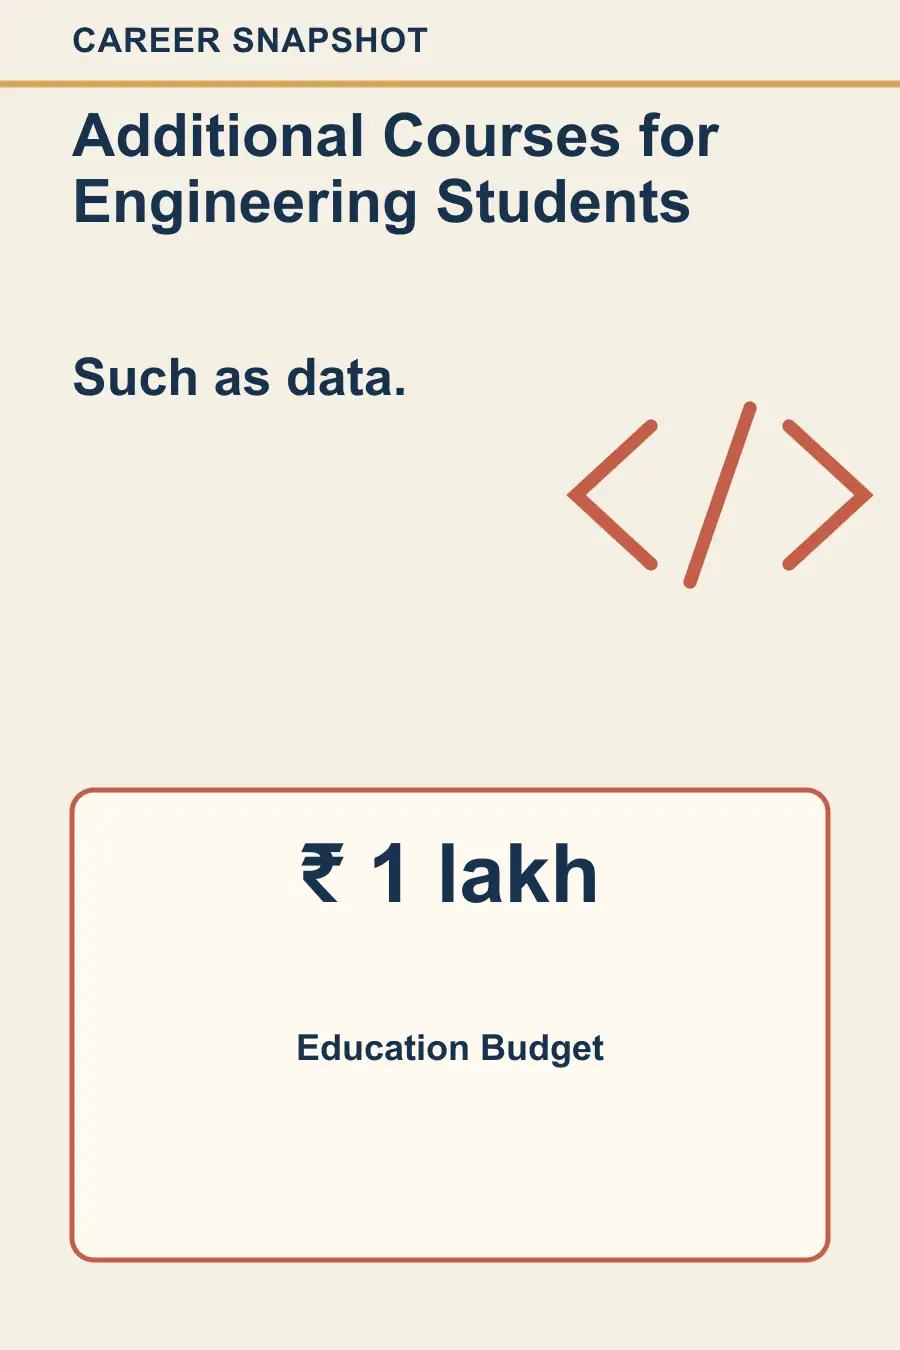 CAREER SNAPSHOT
Additional Courses for
Engineering Students
Such as data.
₹ 1 lakh
Education Budget